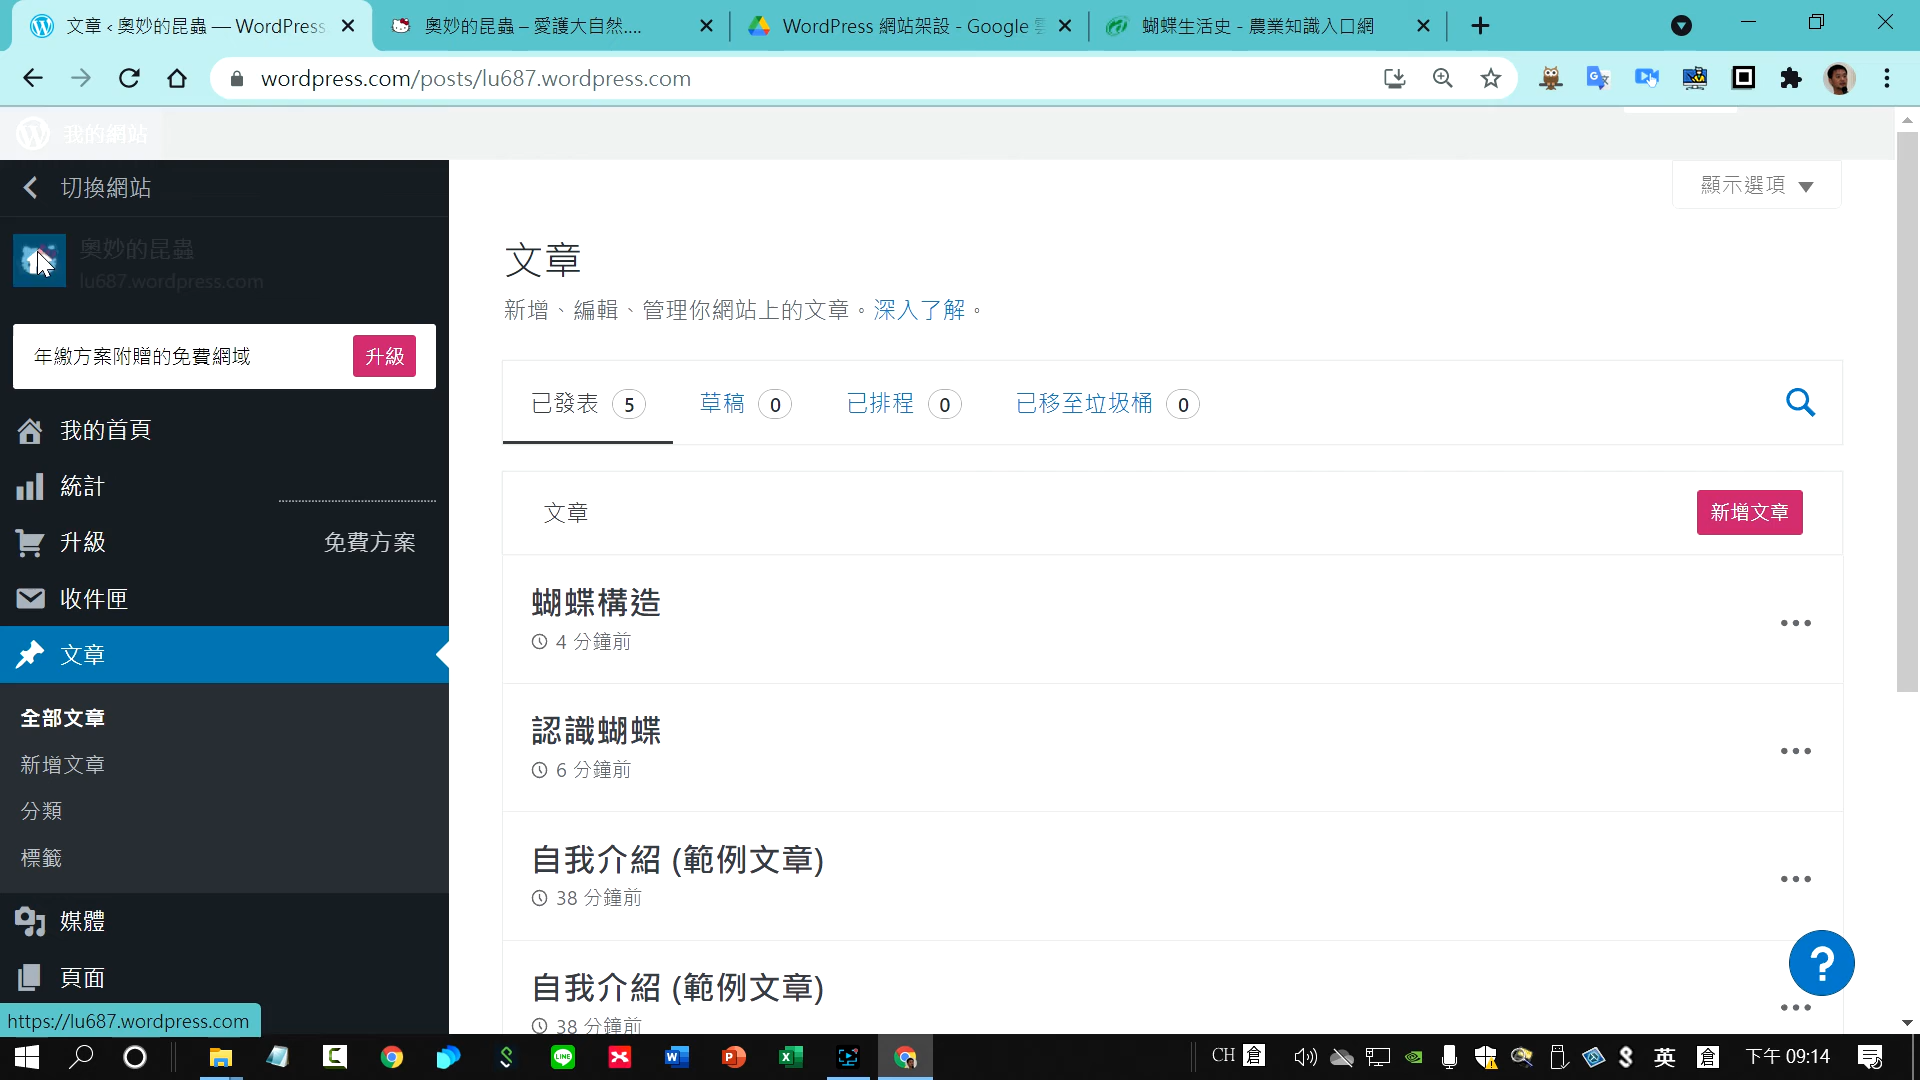 文章 ‹ 奧妙的昆蟲 — WordPress
奧妙的昆蟲 – 愛護大自然....
WordPress 網站架設 - Google
蝴蝶生活史 - 農業知識入口網
wordpress.com/posts/lu687.wordpress.com
我的網站
切換網站
奧妙的昆蟲
lu687.wordpress.com
年繳方案附贈的免費網域
升級
我的首頁
統計
升級
免費方案
收件匣
文章
全部文章
新增文章
分類
標籤
媒體
頁面
https://lu687.wordpress.com
顯示選項
文章
新增、編輯、管理你網站上的文章。深入了解。
已發表 5
草稿 0
已排程 0
已移至垃圾桶 0
文章
新增文章
蝴蝶構造
4 分鐘前
認識蝴蝶
6 分鐘前
自我介紹 (範例文章)
38 分鐘前
自我介紹 (範例文章)
38 分鐘前
?
CH 倉
英
倉
下午 09:14